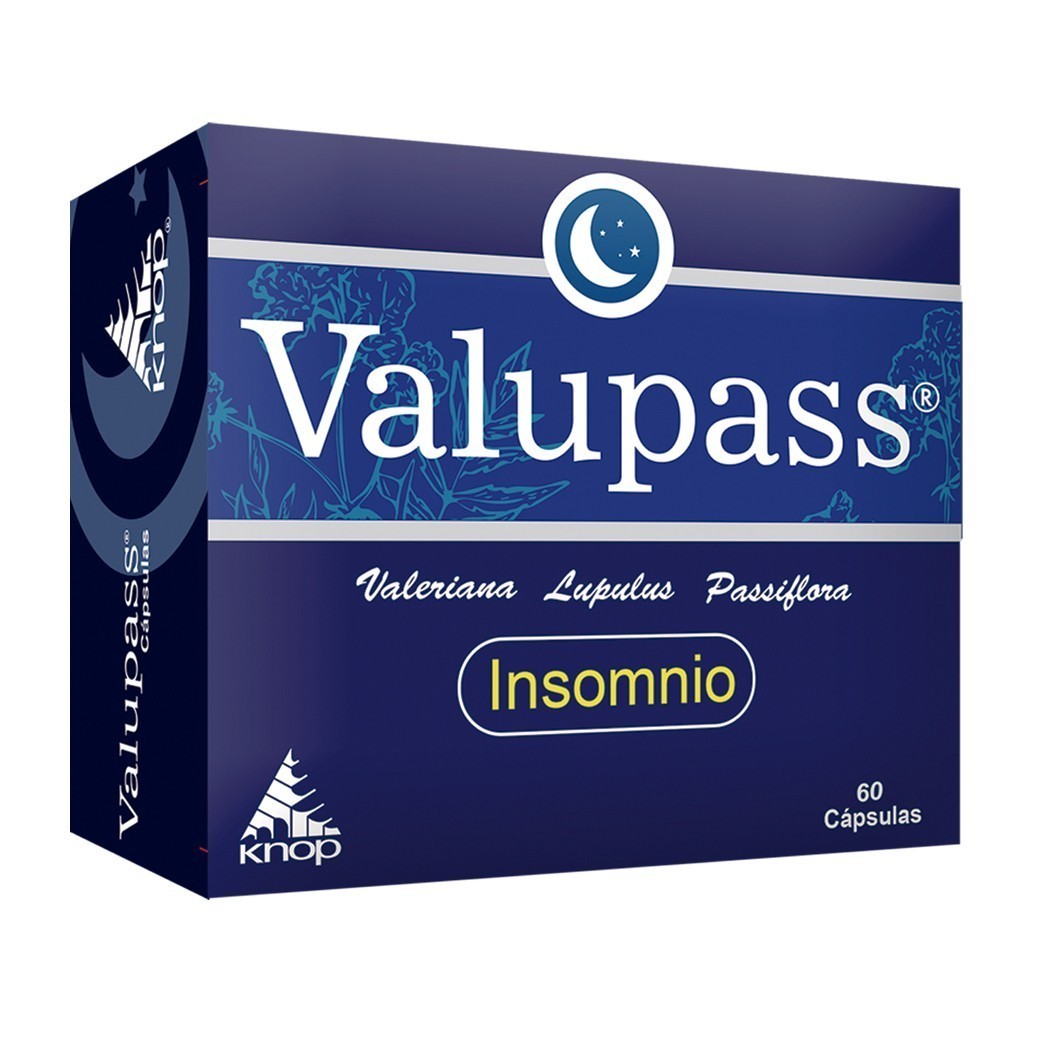 Valupass®
Valeriana Lupulus Passiflora
Insomnio
60
Cápsulas
knop
knop®
Valupass®
Cápsulas